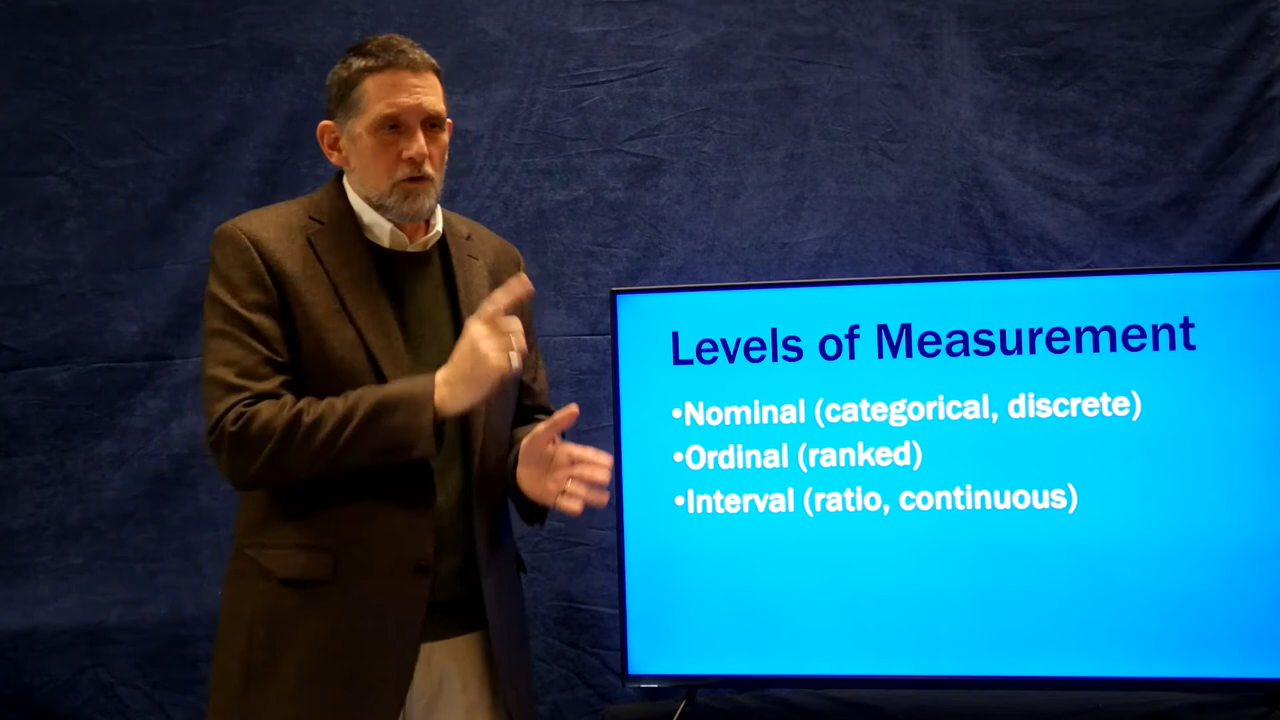 Levels of Measurement
•Nominal (categorical, discrete)
•Ordinal (ranked)
•Interval (ratio, continuous)